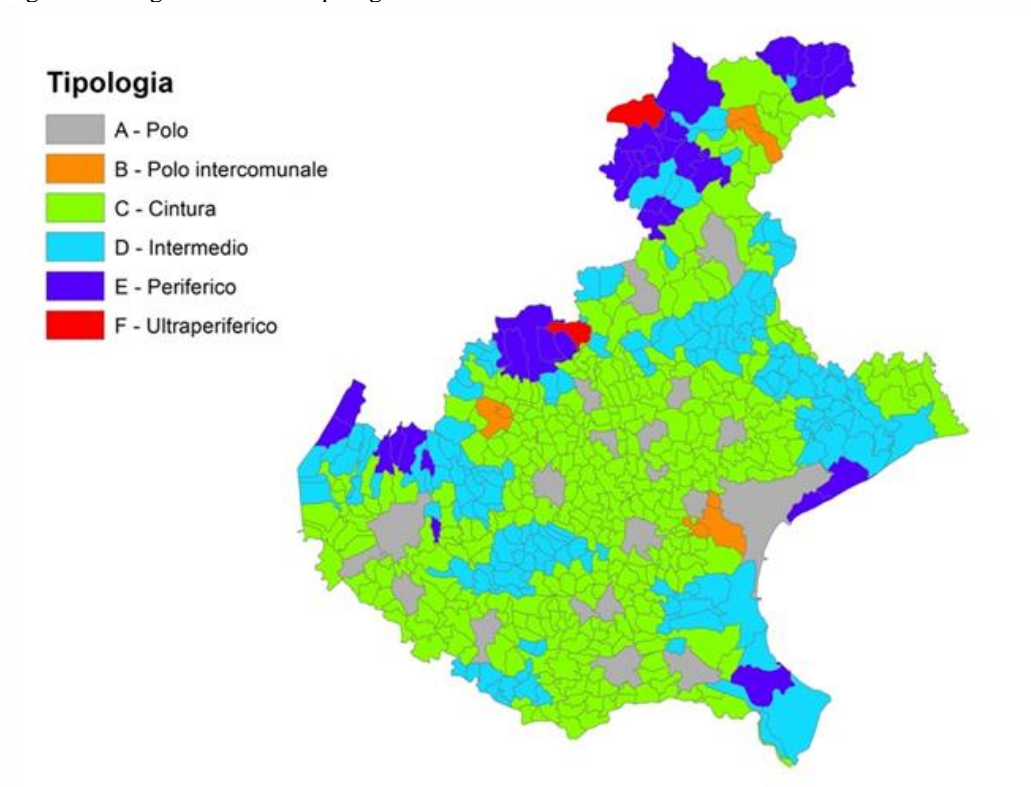 Tipologia
A - Polo
B - Polo intercomunale
C - Cintura
D - Intermedio
E - Periferico
F - Ultraperiferico